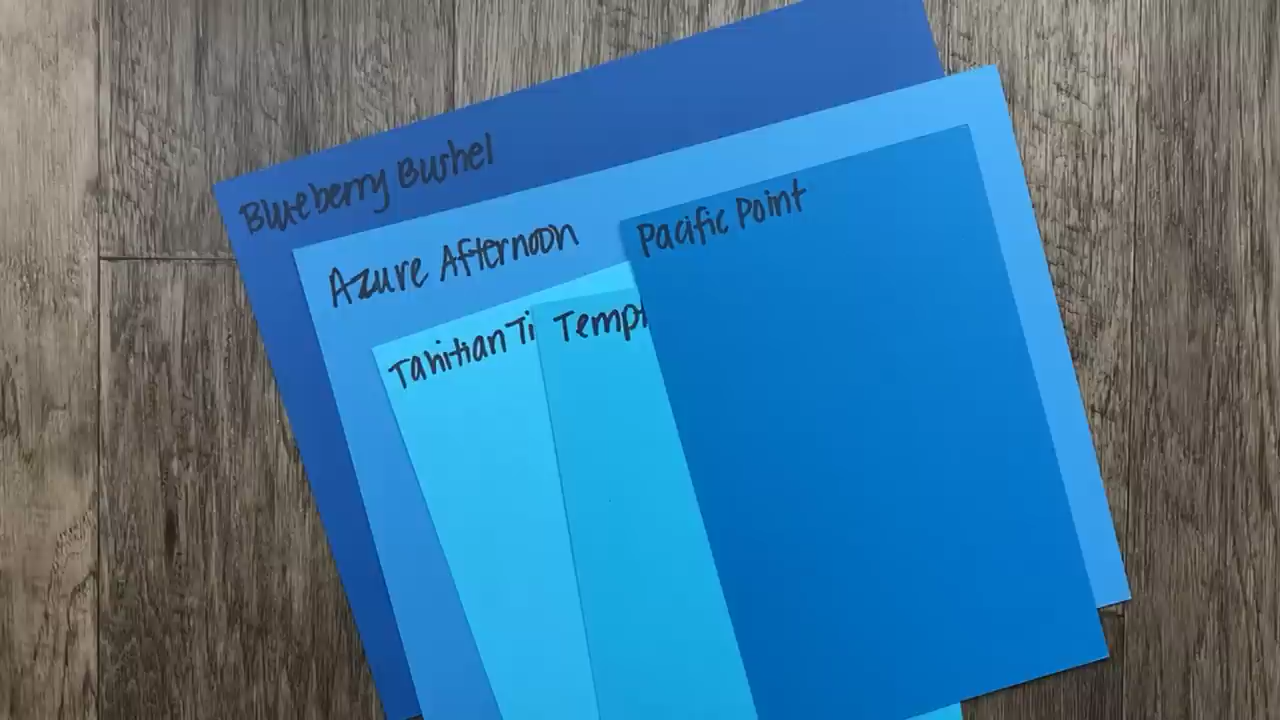 Blueberry Bushel
Azure Afternoon
Pacific Point
Tahitian Ti
Temp